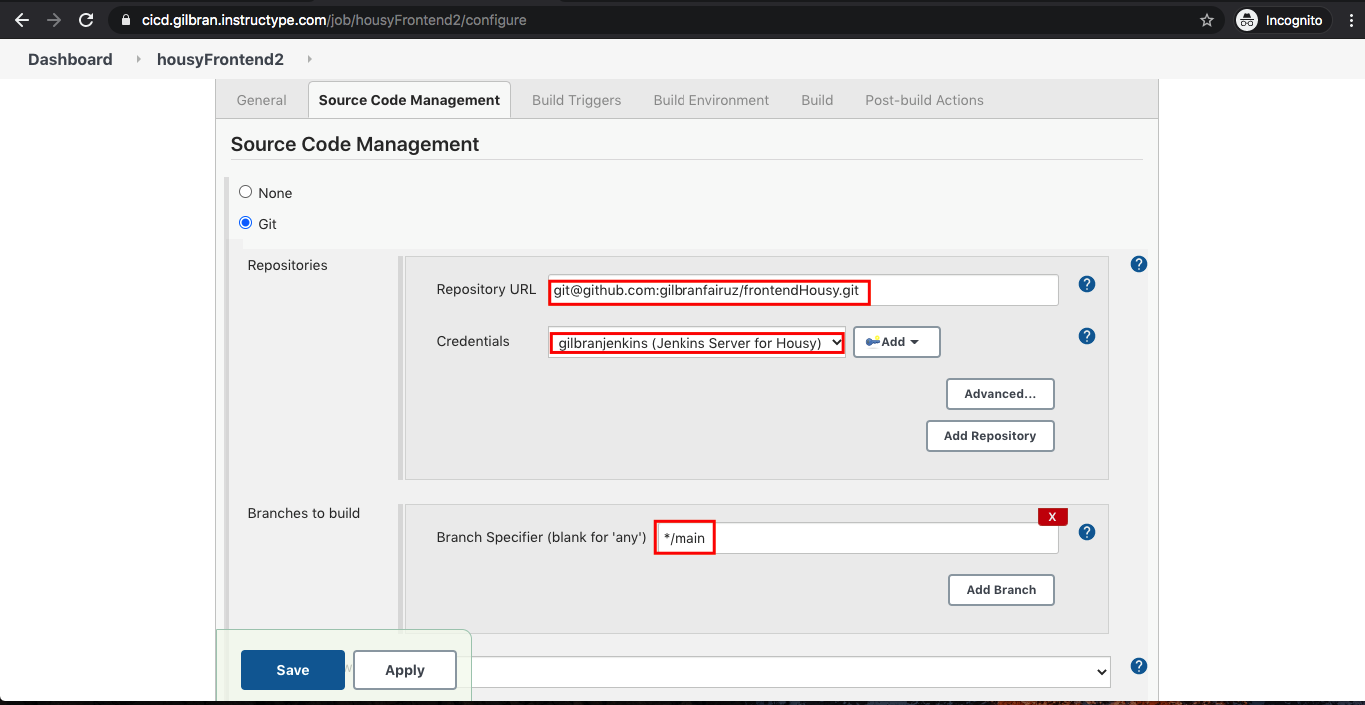 cicd.gilbran.instructype.com/job/housyFrontend2/configure
Incognito
Dashboard housyFrontend2
General Source Code Management Build Triggers Build Environment Build Post-build Actions
Source Code Management
None
Git
Repositories
?
Repository URL git@github.com:gilbranfairuz/frontendHousy.git ?
Credentials gilbranjenkins (Jenkins Server for Housy) Add ?
Advanced...
Add Repository
Branches to build
X
Branch Specifier (blank for 'any') */main ?
Add Branch
Save Apply ?